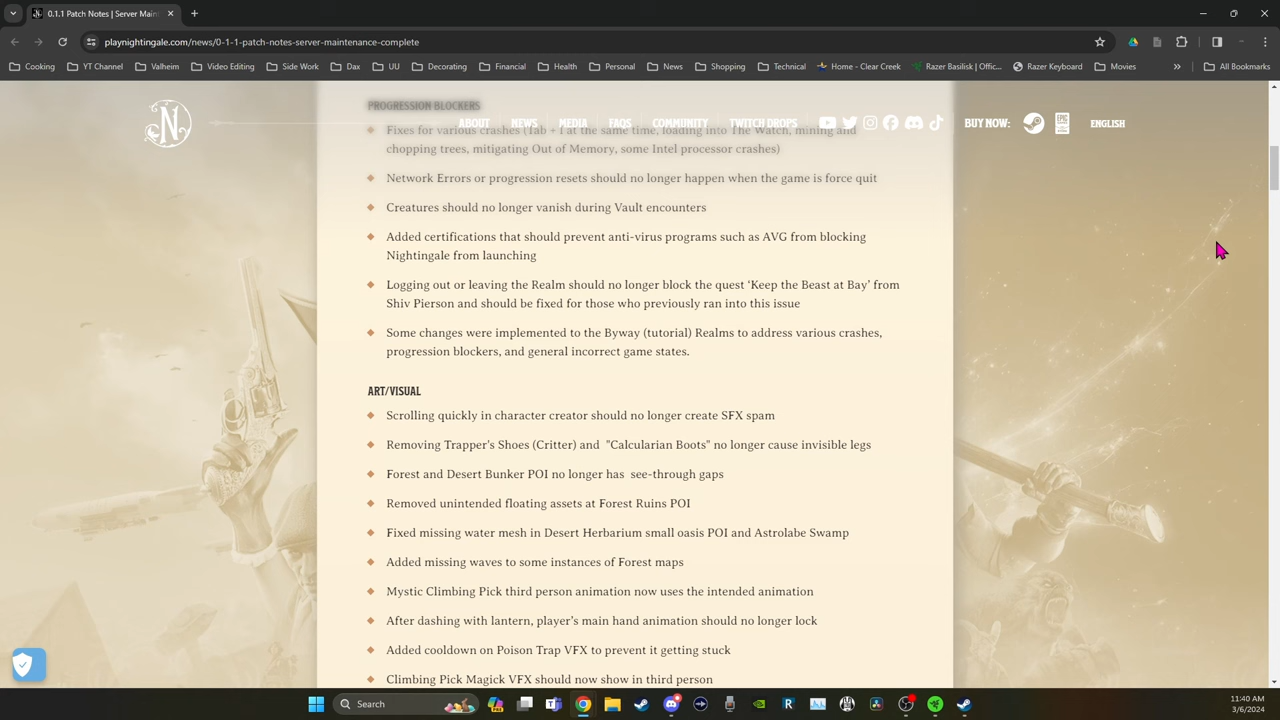 0.1.1 Patch Notes | Server Main
playnightingale.com/news/0-1-1-patch-notes-server-maintenance-complete
Cooking YT Channel Valheim Video Editing Side Work Dax UU Decorating Financial Health Personal News Shopping Technical Home - Clear Creek Razer Basilisk | Offic... Razer Keyboard Movies » All Bookmarks
PROGRESSION BLOCKERS
N ABOUT NEWS MEDIA FAQS COMMUNITY TWITCH DROPS BUY NOW: ENGLISH
Fixes for various crashes (Tab + f at the same time, loading into The Watch, mining and
chopping trees, mitigating Out of Memory, some Intel processor crashes)
Network Errors or progression resets should no longer happen when the game is force quit
Creatures should no longer vanish during Vault encounters
Added certifications that should prevent anti-virus programs such as AVG from blocking
Nightingale from launching
Logging out or leaving the Realm should no longer block the quest ‘Keep the Beast at Bay’ from
Shiv Pierson and should be fixed for those who previously ran into this issue
Some changes were implemented to the Byway (tutorial) Realms to address various crashes,
progression blockers, and general incorrect game states.
ART/VISUAL
Scrolling quickly in character creator should no longer create SFX spam
Removing Trapper's Shoes (Critter) and "Calcularian Boots" no longer cause invisible legs
Forest and Desert Bunker POI no longer has see-through gaps
Removed unintended floating assets at Forest Ruins POI
Fixed missing water mesh in Desert Herbarium small oasis POI and Astrolabe Swamp
Added missing waves to some instances of Forest maps
Mystic Climbing Pick third person animation now uses the intended animation
After dashing with lantern, player’s main hand animation should no longer lock
Added cooldown on Poison Trap VFX to prevent it getting stuck
Climbing Pick Magick VFX should now show in third person
Search
11:40 AM
3/6/2024